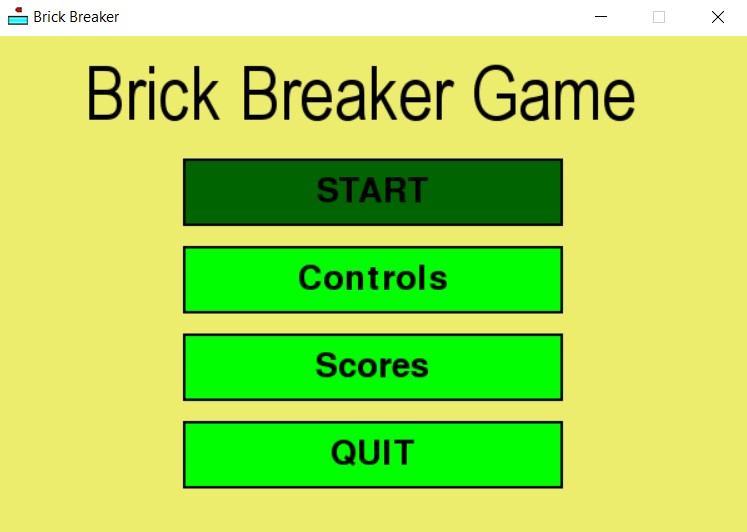 Brick Breaker
Brick Breaker Game
START
Controls
Scores
QUIT